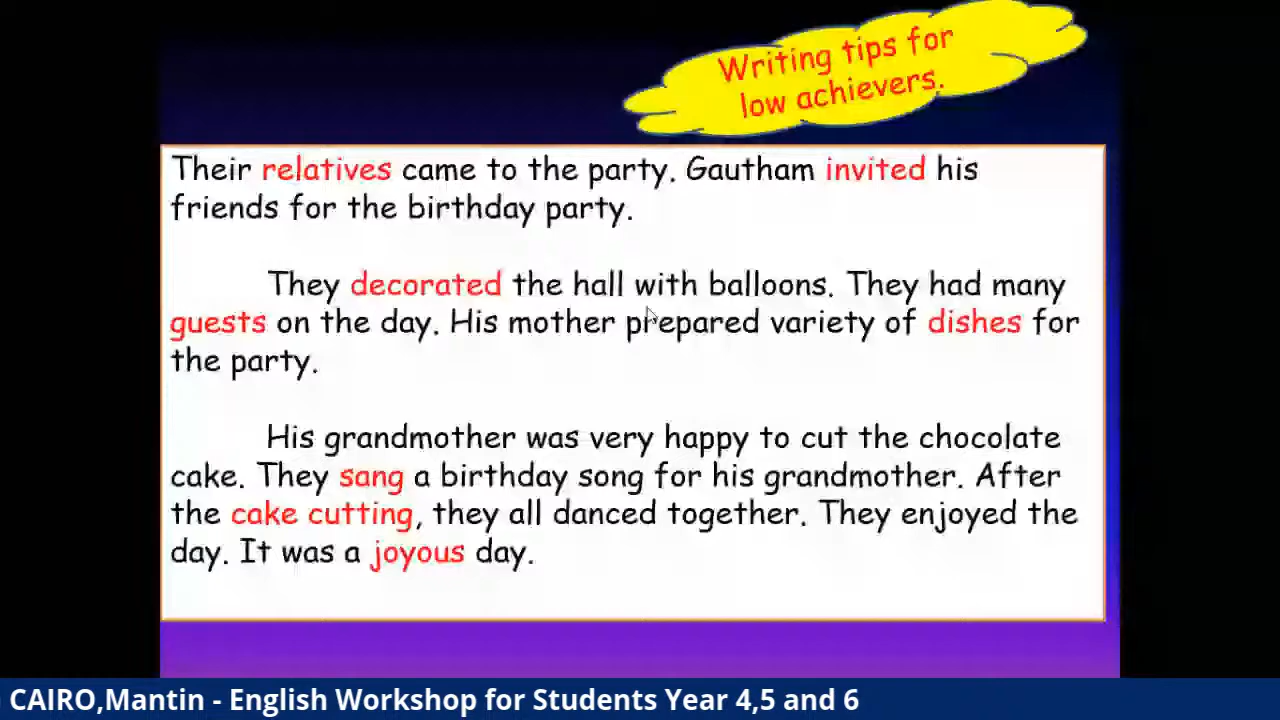 Writing tips for
low achievers.
Their relatives came to the party. Gautham invited his
friends for the birthday party.
They decorated the hall with balloons. They had many
guests on the day. His mother prepared variety of dishes for
the party.
His grandmother was very happy to cut the chocolate
cake. They sang a birthday song for his grandmother. After
the cake cutting, they all danced together. They enjoyed the
day. It was a joyous day.
CAIRO,Mantin - English Workshop for Students Year 4,5 and 6